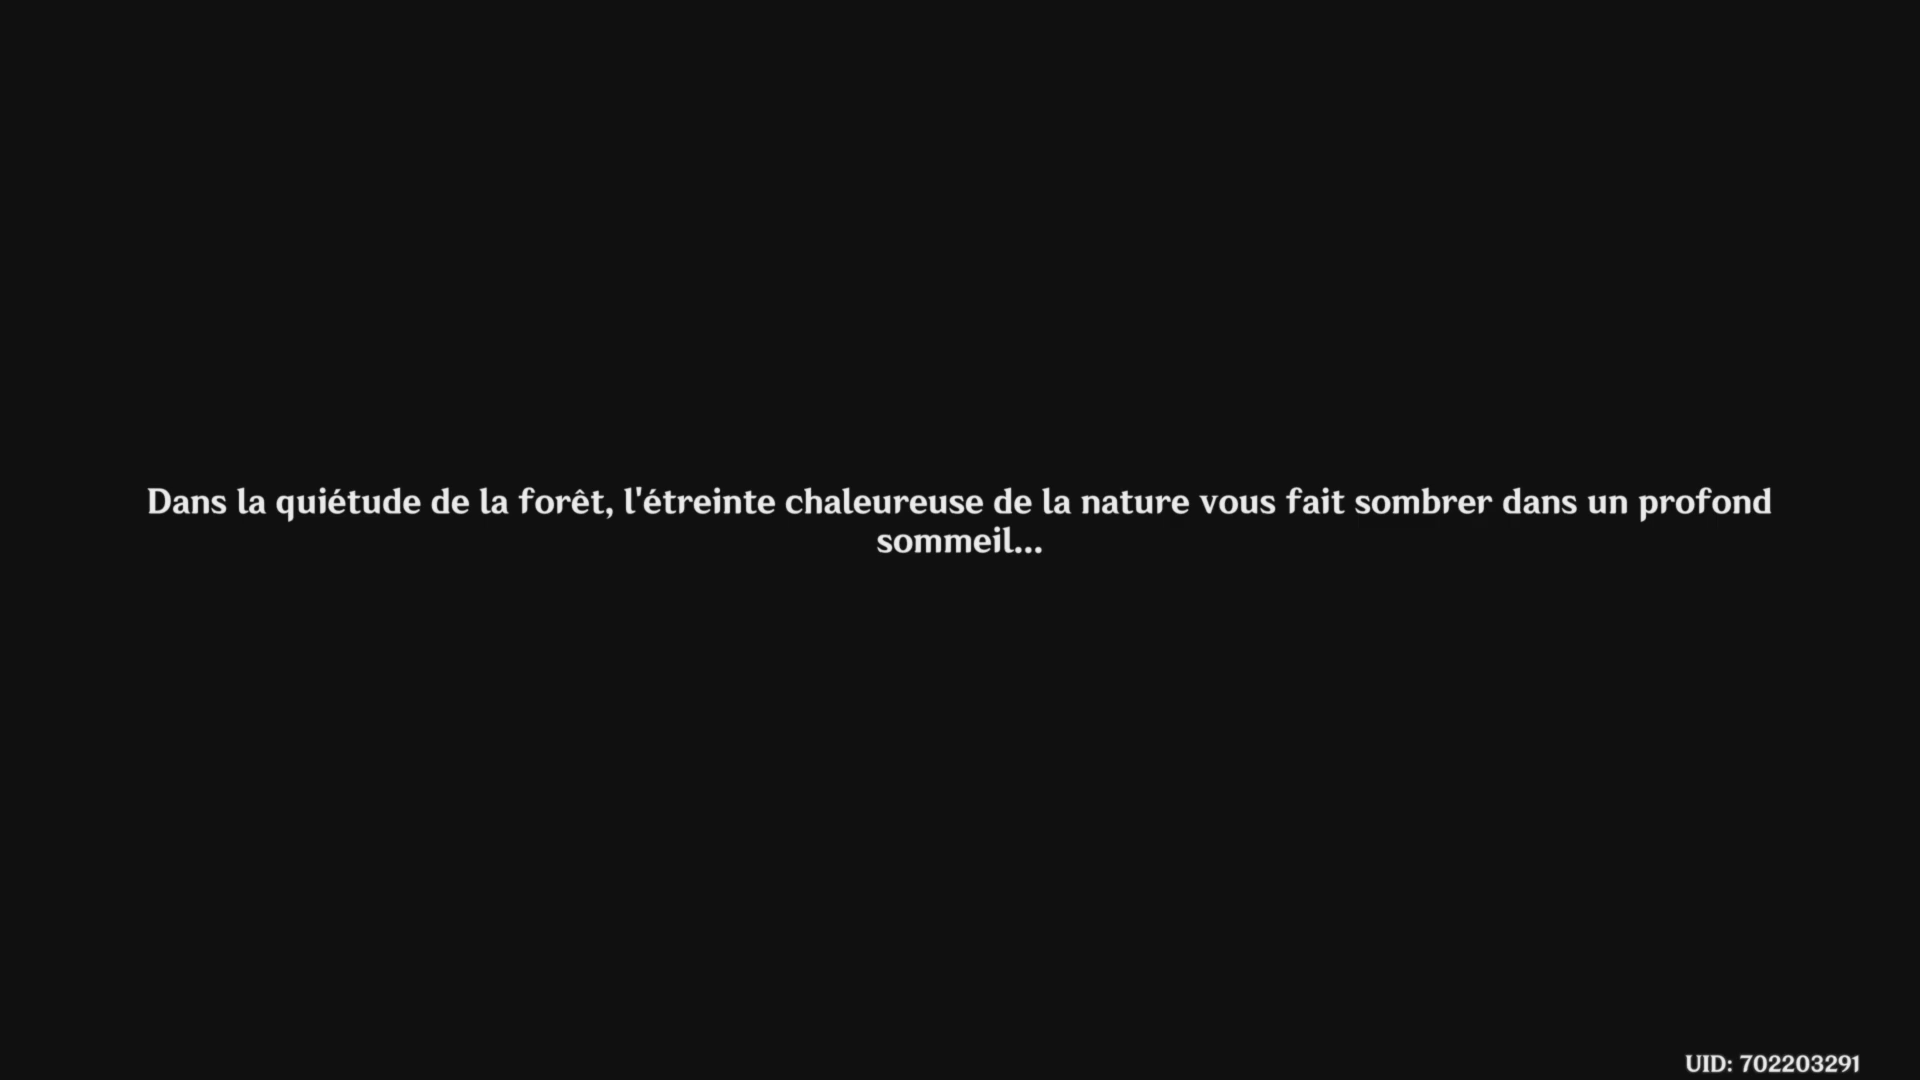 Dans la quiétude de la forêt, l'étreinte chaleureuse de la nature vous fait sombrer dans un profond
sommeil...
UID: 702203291